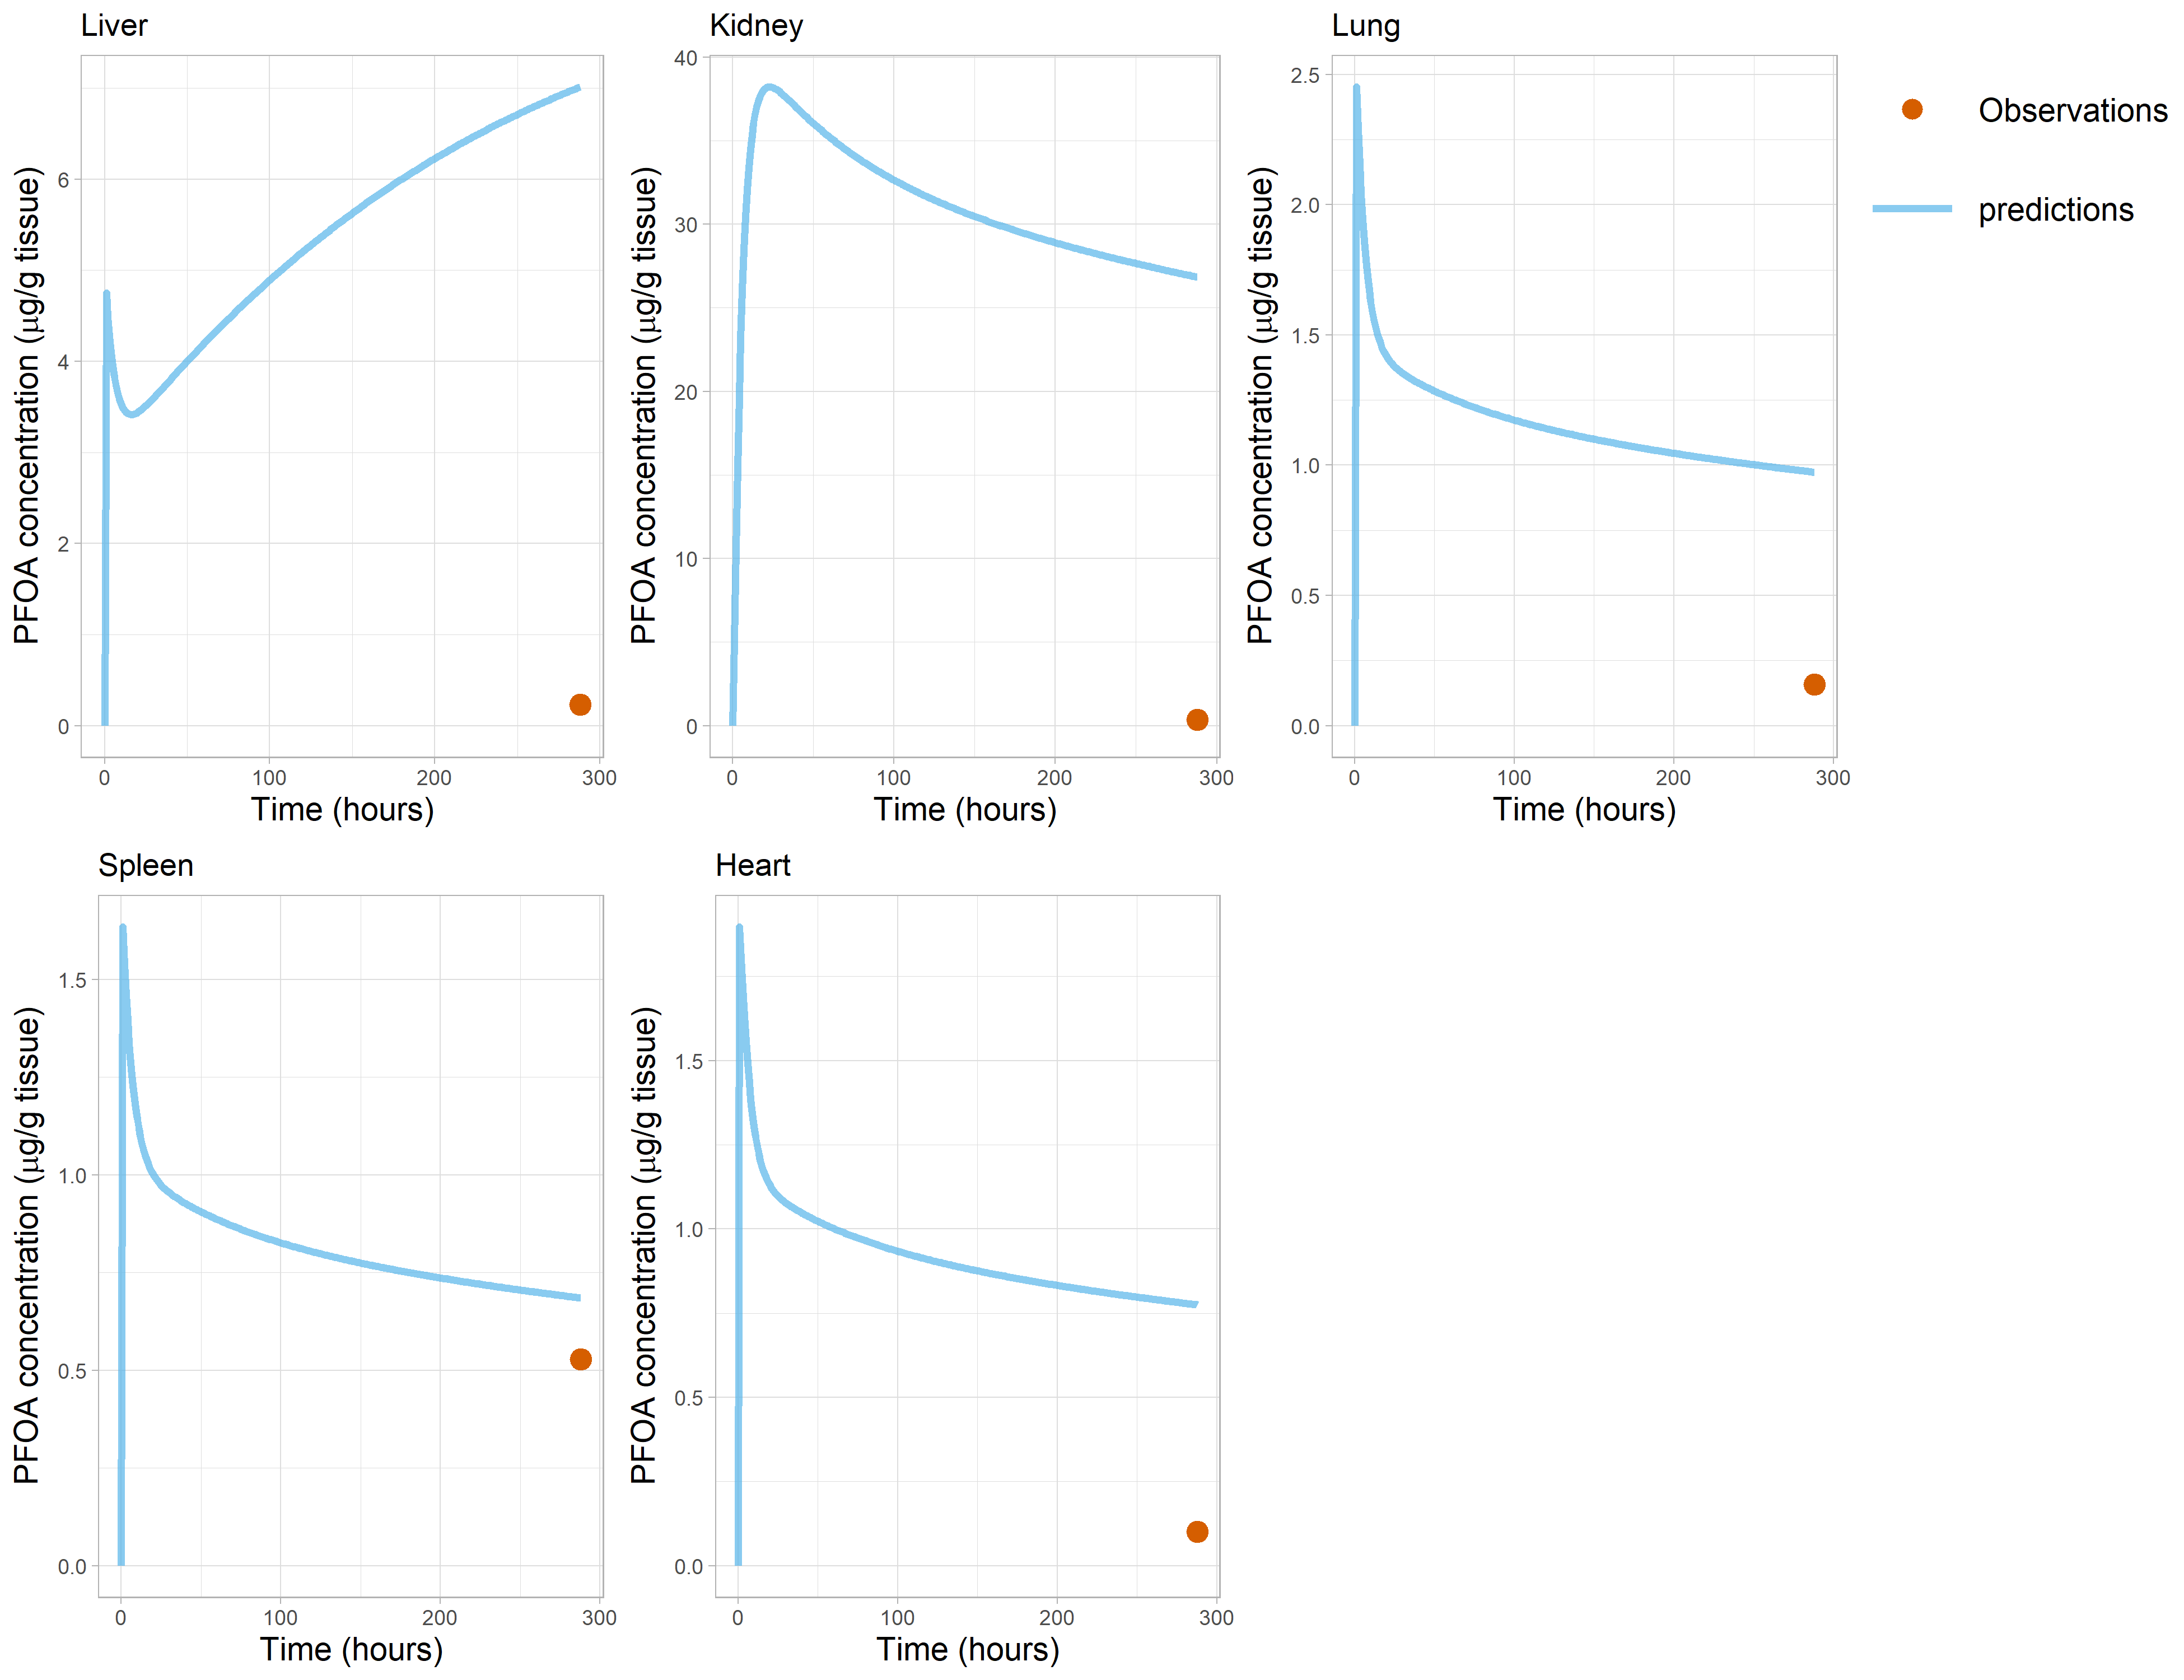 Liver
PFOA concentration (μg/g tissue)
6
4
2
0
0 100 200 300
Time (hours)
Kidney
PFOA concentration (μg/g tissue)
40
30
20
10
0
0 100 200 300
Time (hours)
Lung
PFOA concentration (μg/g tissue)
2.5
2.0
1.5
1.0
0.5
0.0
0 100 200 300
Time (hours)
Observations
predictions
Spleen
PFOA concentration (μg/g tissue)
1.5
1.0
0.5
0.0
0 100 200 300
Time (hours)
Heart
PFOA concentration (μg/g tissue)
1.5
1.0
0.5
0.0
0 100 200 300
Time (hours)